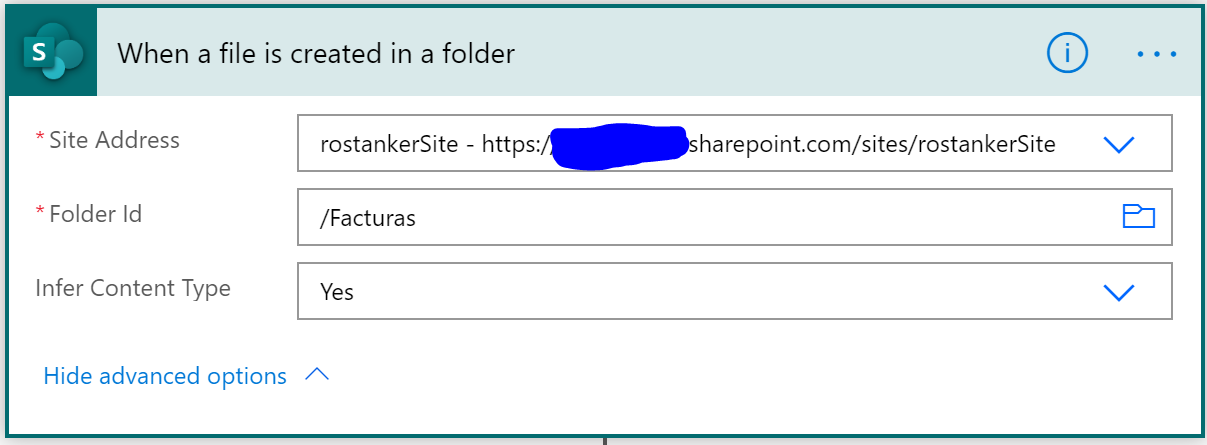 S
When a file is created in a folder
i
* Site Address
rostankerSite - https:/ sharepoint.com/sites/rostankerSite
* Folder Id
/Facturas
Infer Content Type
Yes
Hide advanced options